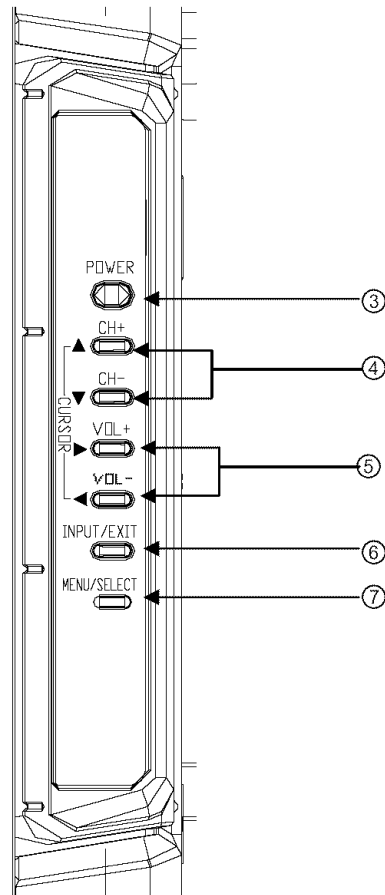 POWER
③
CH+
▲
④
CH-
▼
CURSOR
VOL+
▶
⑤
VOL-
◀
INPUT/EXIT
⑥
MENU/SELECT
⑦